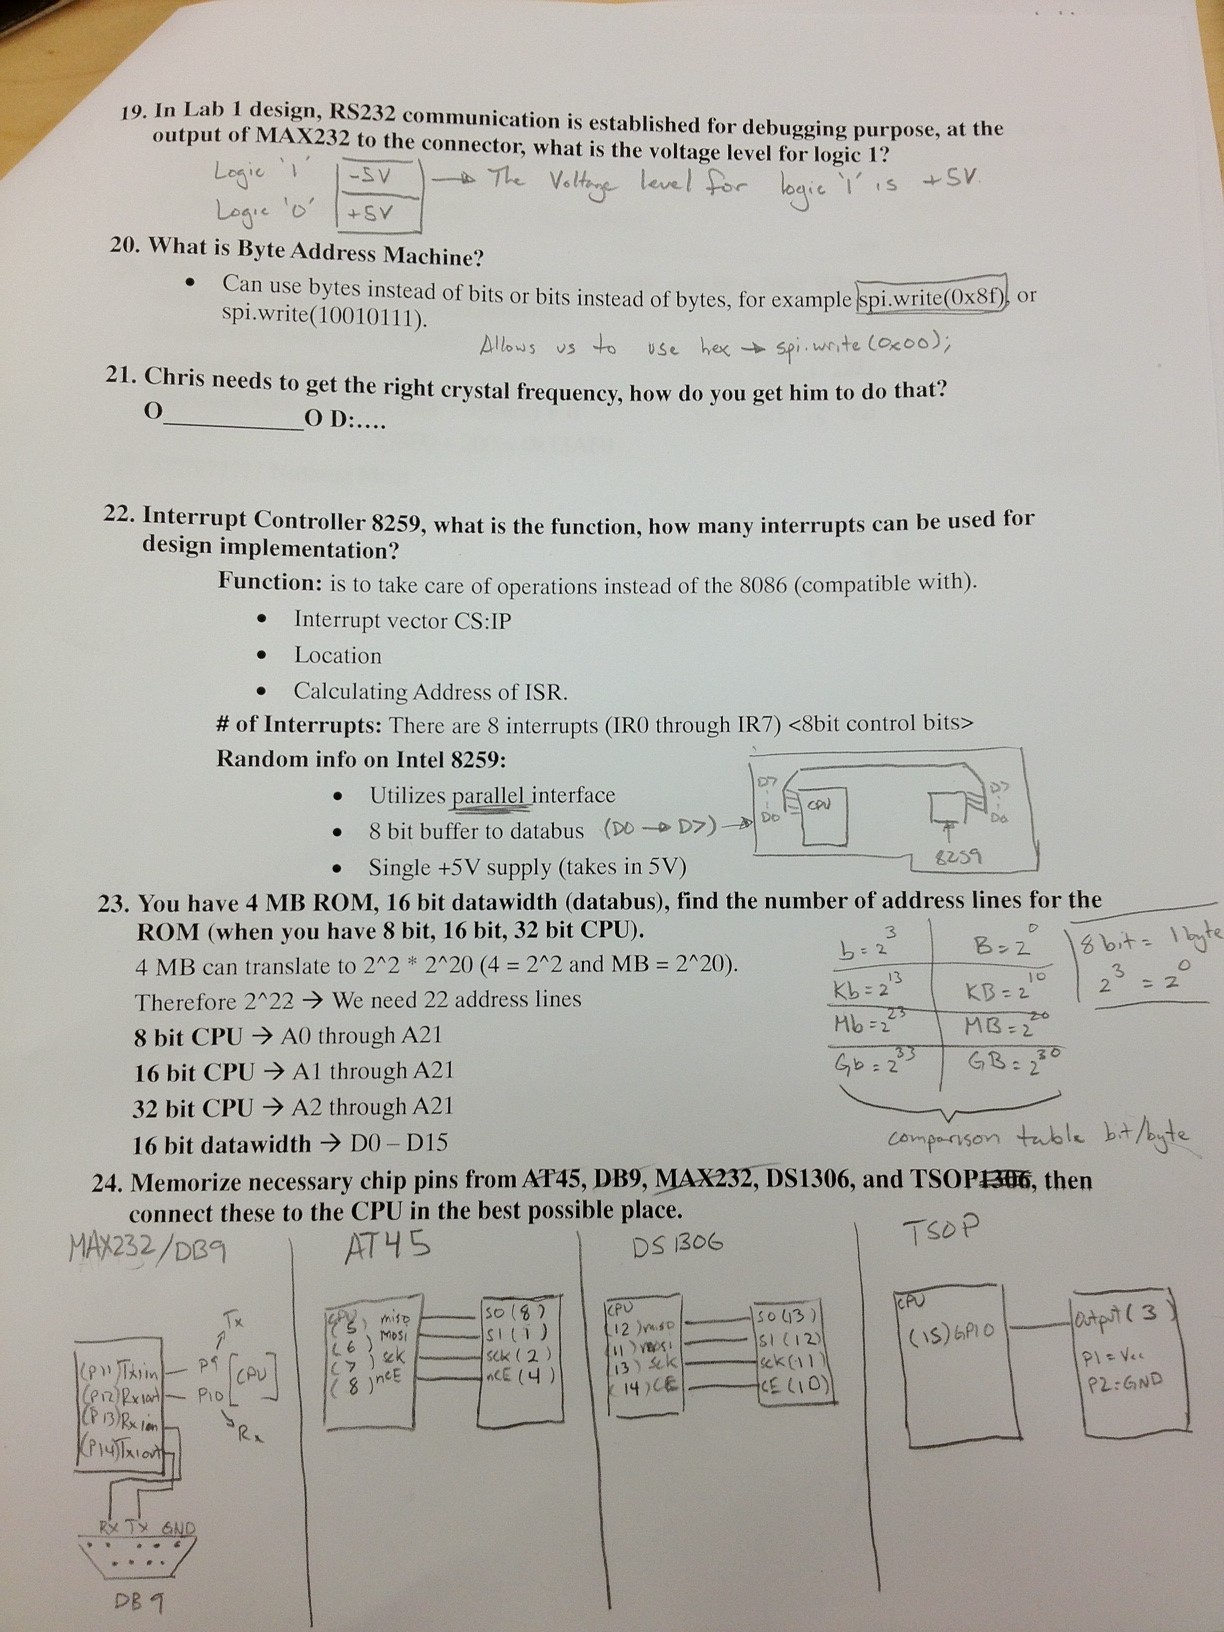 19. In Lab 1 design, RS232 communication is established for debugging purpose, at the
output of MAX232 to the connector, what is the voltage level for logic 1?
Logic '1' -5V → The Voltage level for logic '1' is +5V.
Logic '0' +5V
20. What is Byte Address Machine?
• Can use bytes instead of bits or bits instead of bytes, for example spi.write(0x8f), or
spi.write(10010111).
Allows us to use hex → spi.write(0x00);
21. Chris needs to get the right crystal frequency, how do you get him to do that?
O____________O D:....
22. Interrupt Controller 8259, what is the function, how many interrupts can be used for
design implementation?
Function: is to take care of operations instead of the 8086 (compatible with).
• Interrupt vector CS:IP
• Location
• Calculating Address of ISR.
# of Interrupts: There are 8 interrupts (IR0 through IR7) <8bit control bits>
Random info on Intel 8259:
• Utilizes parallel interface
• 8 bit buffer to databus (D0 → D7) →
• Single +5V supply (takes in 5V)
D7
D0
CPU
D7
D0
8259
23. You have 4 MB ROM, 16 bit datawidth (databus), find the number of address lines for the
ROM (when you have 8 bit, 16 bit, 32 bit CPU).
4 MB can translate to 2^2 * 2^20 (4 = 2^2 and MB = 2^20).
Therefore 2^22 → We need 22 address lines
8 bit CPU → A0 through A21
16 bit CPU → A1 through A21
32 bit CPU → A2 through A21
16 bit datawidth → D0 – D15
b = 2^3 B = 2^0
Kb = 2^13 KB = 2^10
Mb = 2^23 MB = 2^20
Gb = 2^33 GB = 2^30
8 bit = 1 byte
2^3 = 2^0
comparison table bit/byte
24. Memorize necessary chip pins from AT45, DB9, MAX232, DS1306, and TSOP1306, then
connect these to the CPU in the best possible place.
MAX232/DB9
Tx
(P11)Tx1in P9 CPU
(P12)Rx1out P10
(P13)Rx1in
Rx
(P14)Tx1out
RX TX GND
DB9
AT45
CPU
(5) miso SO (8)
(6) mosi SI (1)
(7) sck sck (2)
(8) nCE nCE (4)
DS1306
CPU
(12) miso SO (13)
(11) mosi SI (12)
(13) sck sck (11)
(14) CE CE (10)
TSOP
CPU
(15) GPIO Output (3)
P1 = Vcc
P2 = GND